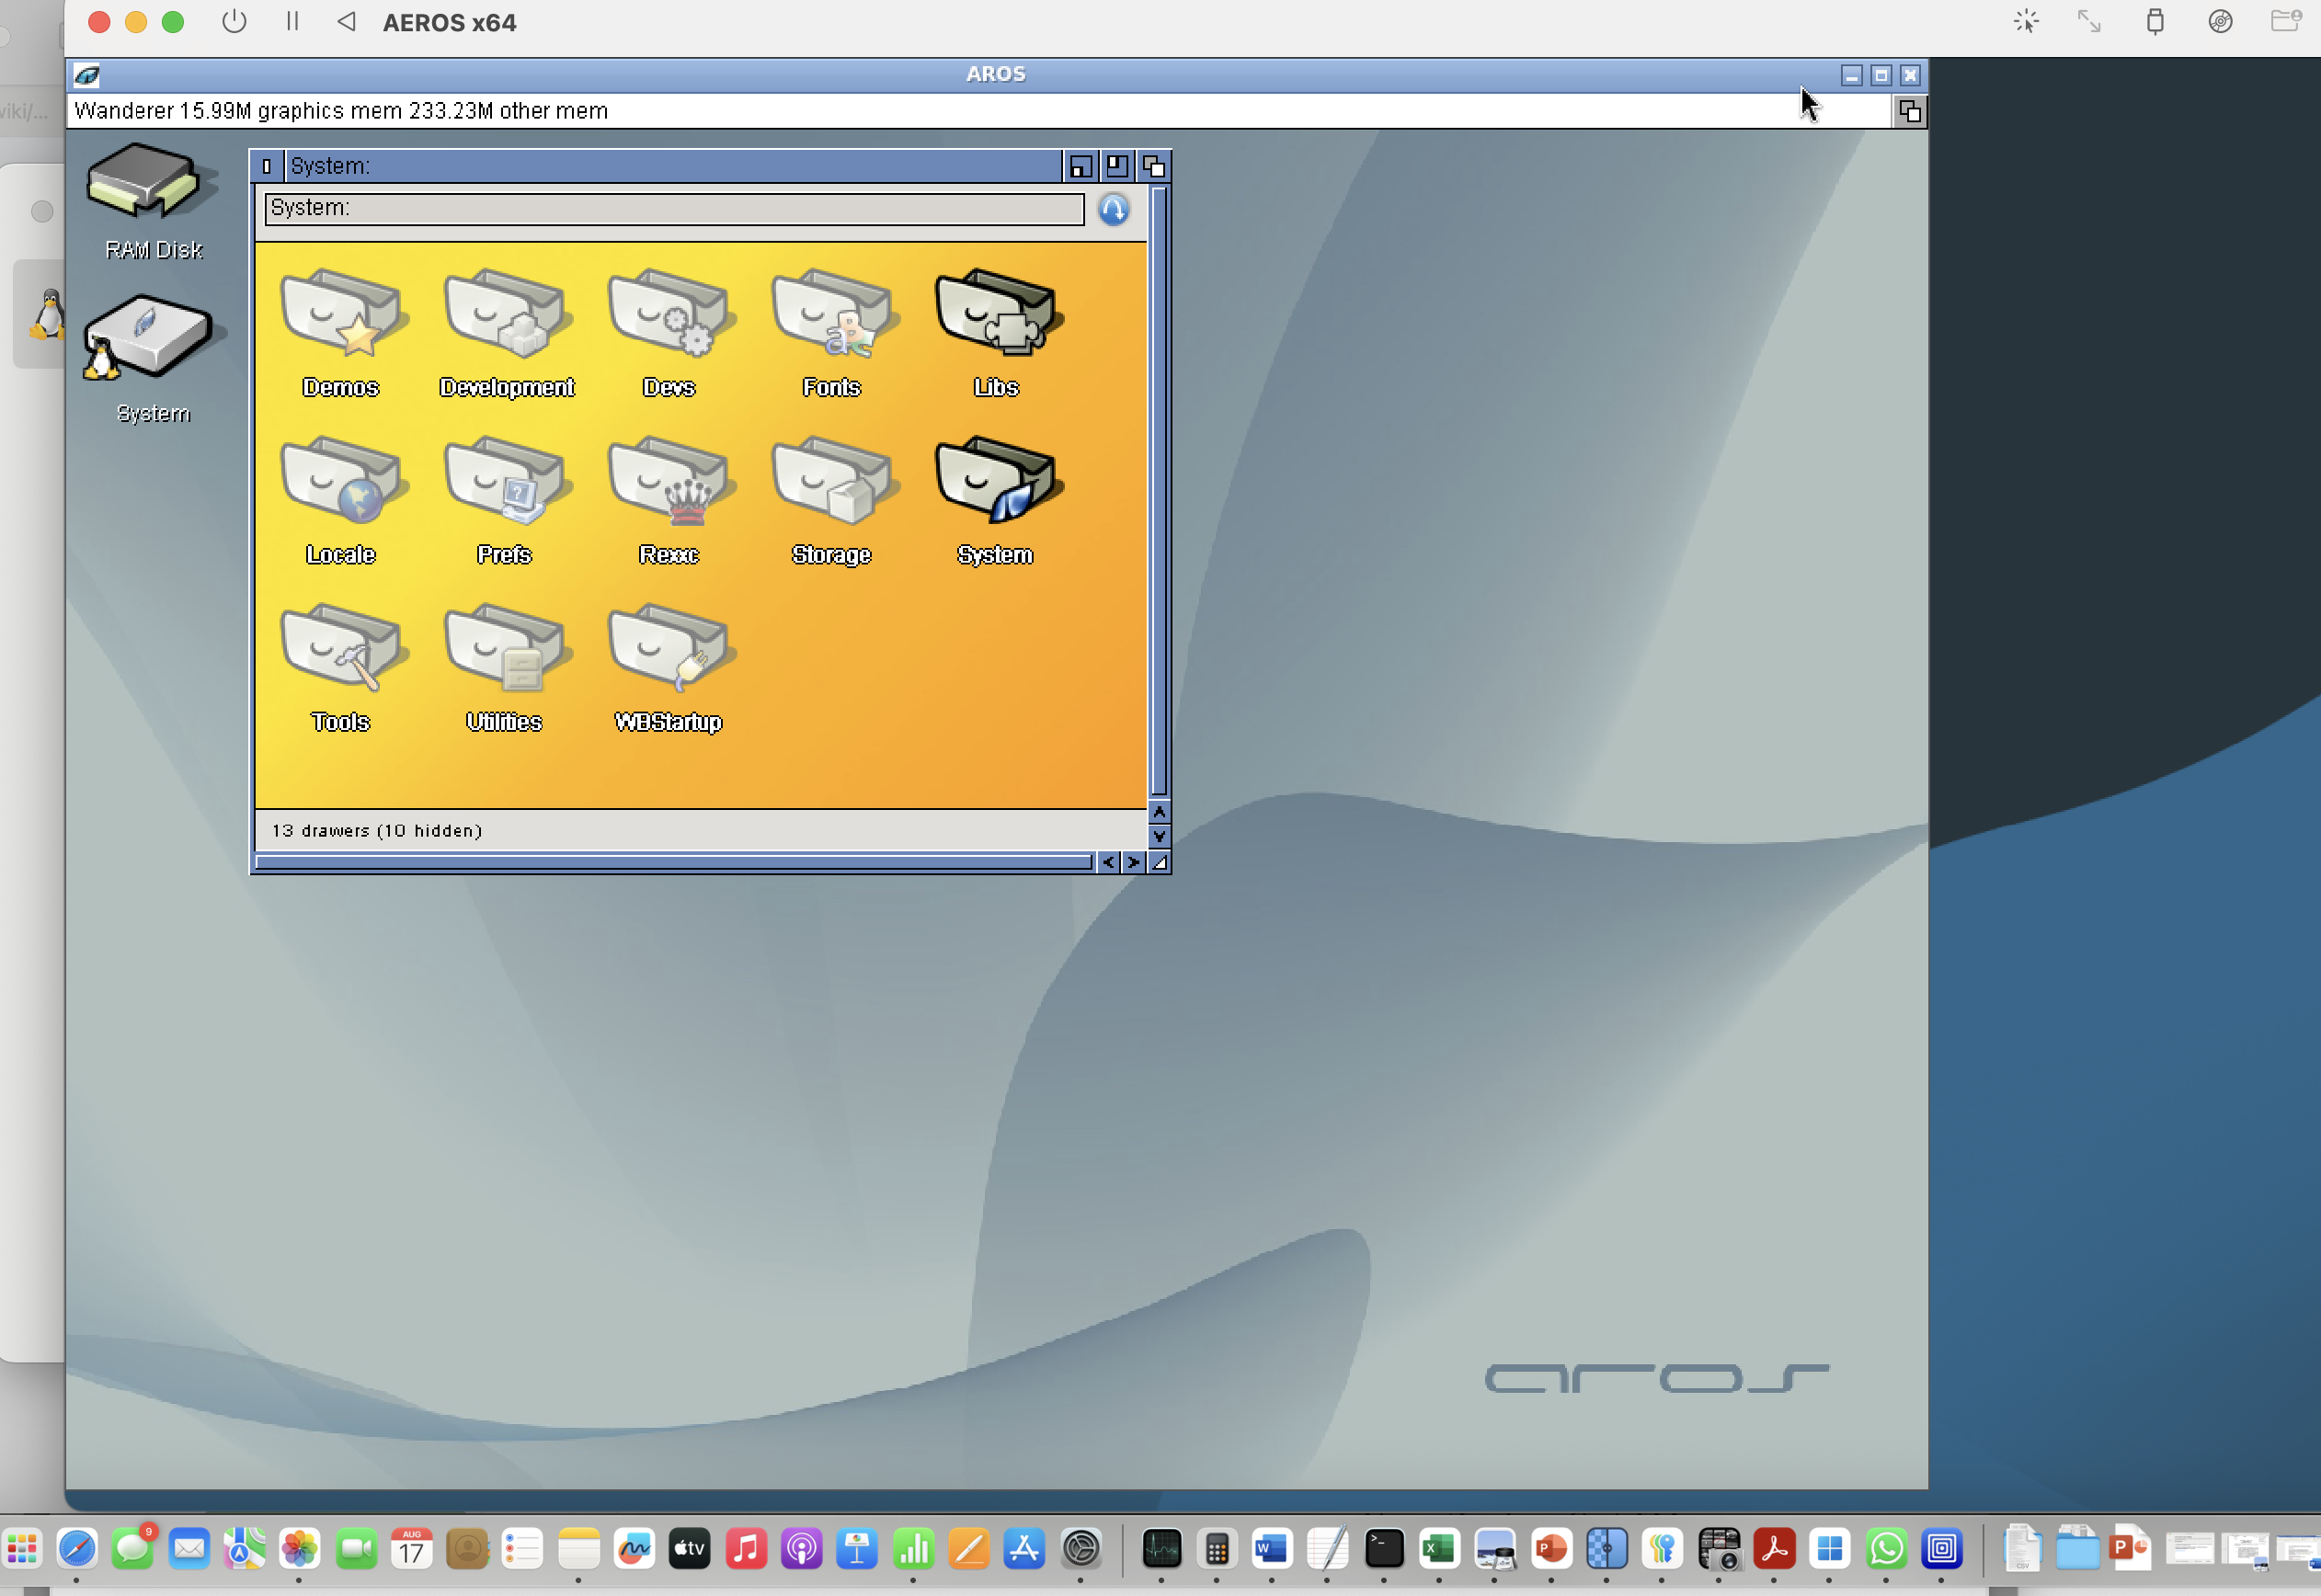 AEROS x64
viki/...
AROS
Wanderer 15.99M graphics mem 233.23M other mem
RAM Disk
System
System:
System:
Demos
Development
Devs
Fonts
Libs
Locale
Prefs
Rexxc
Storage
System
Tools
Utilities
WBStartup
13 drawers (10 hidden)
aros
9
AUG
17
tv
W
X
P
CSV
P